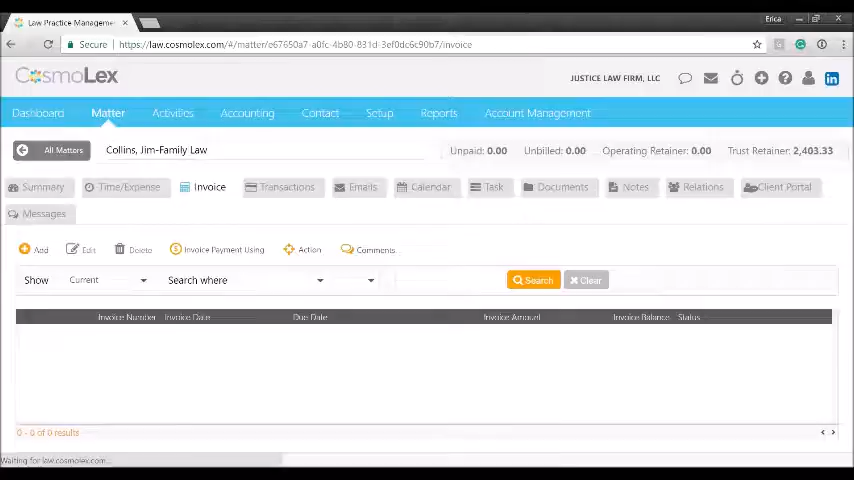 Law Practice Manageme
Erica
Secure
https://law.cosmolex.com/#/matter/e67650a7-a0fc-4b80-831d-3ef0dc6c90b7/invoice
CosmoLex
JUSTICE LAW FIRM, LLC
Dashboard Matter Activities Accounting Contact Setup Reports Account Management
All Matters Collins, Jim-Family Law Unpaid: 0.00 Unbilled: 0.00 Operating Retainer: 0.00 Trust Retainer: 2,403.33
Summary Time/Expense Invoice Transactions Emails Calendar Task Documents Notes Relations Client Portal
Messages
Add Edit Delete Invoice Payment Using Action Comments
Show Current Search where Search Clear
Invoice Number Invoice Date Due Date Invoice Amount Invoice Balance Status
0 - 0 of 0 results
Waiting for law.cosmolex.com...